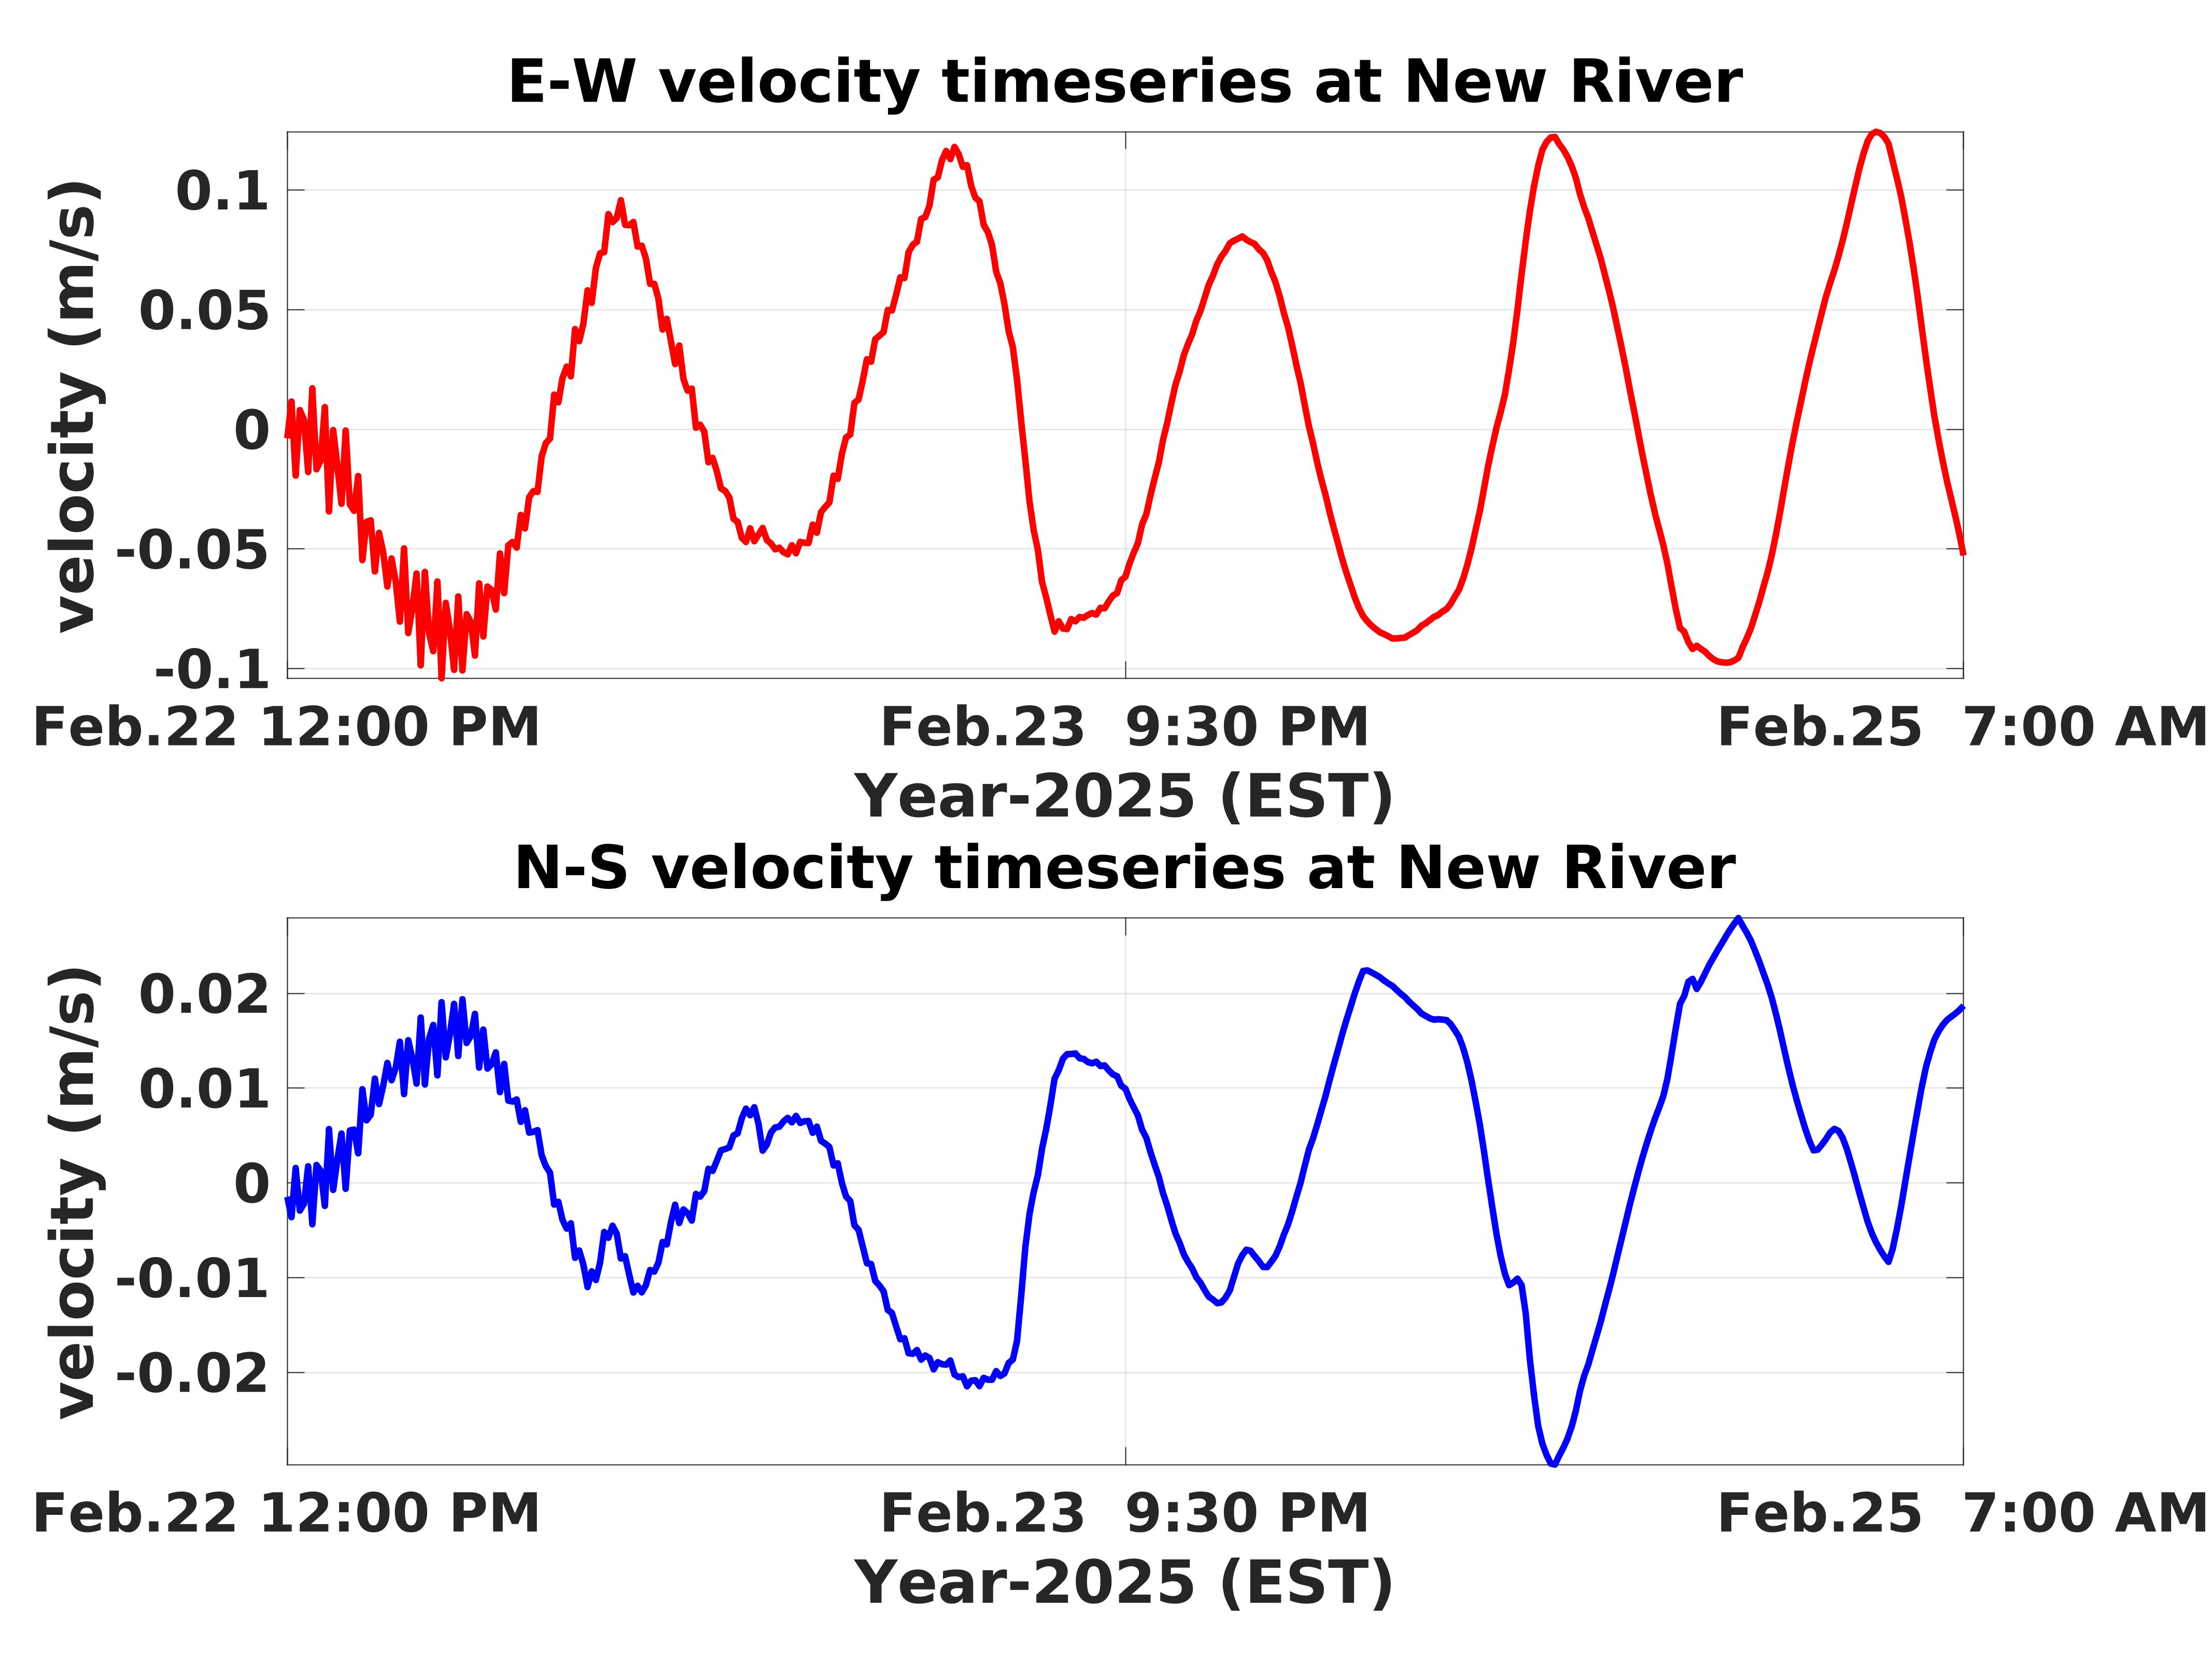 E-W velocity timeseries at New River
velocity (m/s)
0.1
0.05
0
-0.05
-0.1
Feb.22 12:00 PM Feb.23 9:30 PM Feb.25 7:00 AM
Year-2025 (EST)
N-S velocity timeseries at New River
velocity (m/s)
0.02
0.01
0
-0.01
-0.02
Feb.22 12:00 PM Feb.23 9:30 PM Feb.25 7:00 AM
Year-2025 (EST)